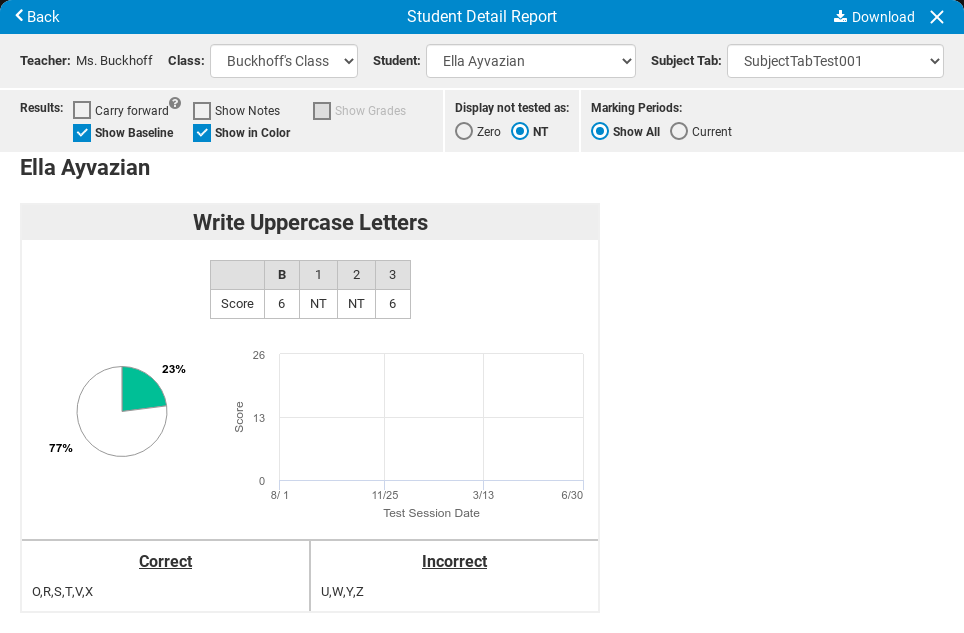 Back
Student Detail Report
Download
Teacher: Ms. Buckhoff Class: Buckhoff's Class Student: Ella Ayvazian Subject Tab: SubjectTabTest001
Results: Carry forward ? Show Notes Show Grades
Show Baseline Show in Color
Display not tested as:
Zero NT
Marking Periods:
Show All Current
Ella Ayvazian
Write Uppercase Letters
B 1 2 3
Score 6 NT NT 6
23%
77%
26
13
0
Score
8/ 1 11/25 3/13 6/30
Test Session Date
Correct
O,R,S,T,V,X
Incorrect
U,W,Y,Z